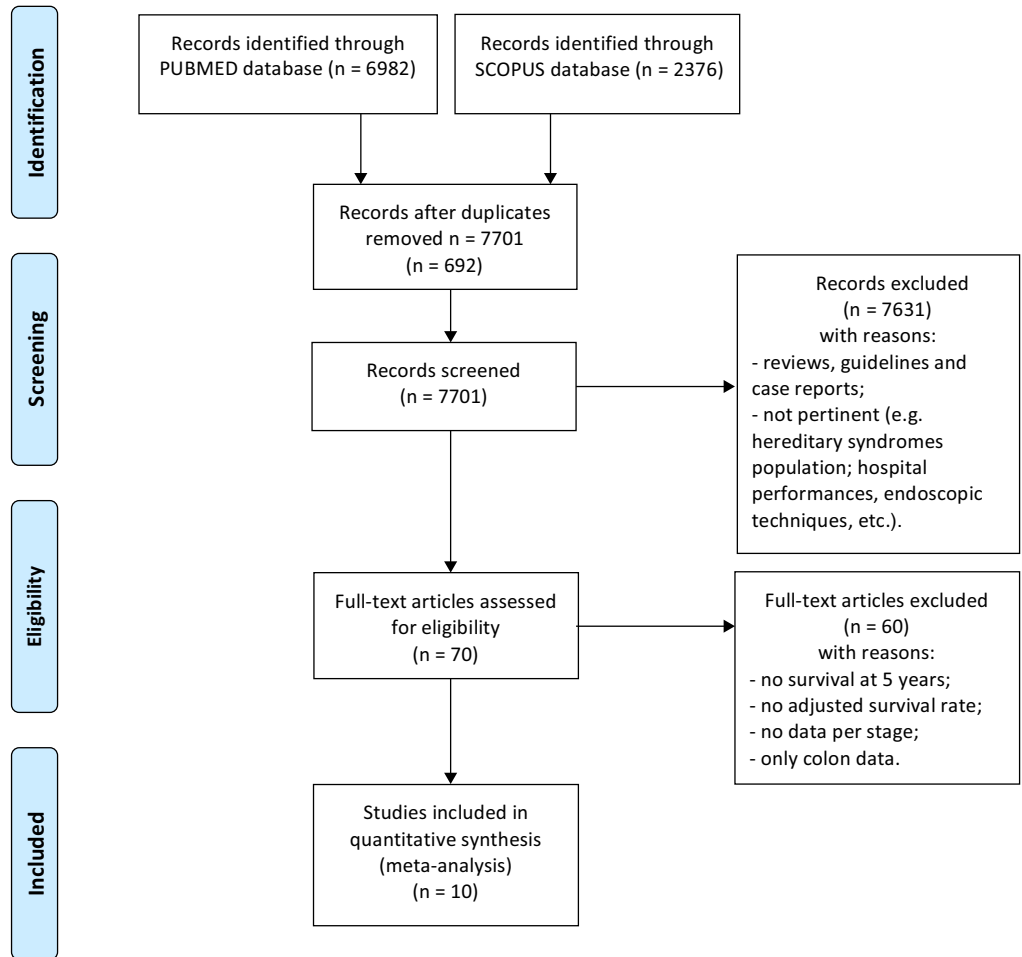 Identification
Records identified through
PUBMED database (n = 6982)
Records identified through
SCOPUS database (n = 2376)
Records after duplicates
removed n = 7701
(n = 692)
Screening
Records screened
(n = 7701)
Records excluded
(n = 7631)
with reasons:
- reviews, guidelines and
case reports;
- not pertinent (e.g.
hereditary syndromes
population; hospital
performances, endoscopic
techniques, etc.).
Eligibility
Full-text articles assessed
for eligibility
(n = 70)
Full-text articles excluded
(n = 60)
with reasons:
- no survival at 5 years;
- no adjusted survival rate;
- no data per stage;
- only colon data.
Included
Studies included in
quantitative synthesis
(meta-analysis)
(n = 10)